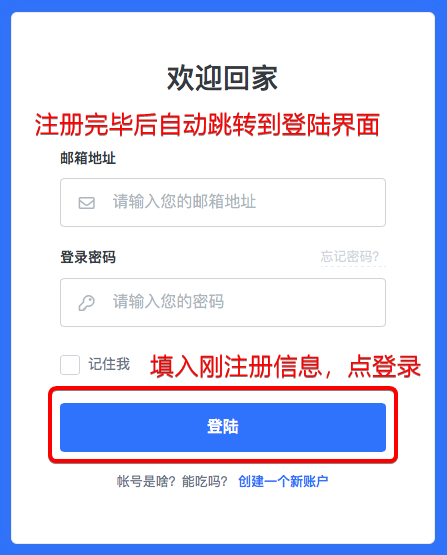 欢迎回家
注册完毕后自动跳转到登陆界面
邮箱地址
请输入您的邮箱地址
登录密码 忘记密码?
请输入您的密码
记住我 填入刚注册信息，点登录
登陆
帐号是啥? 能吃吗? 创建一个新账户